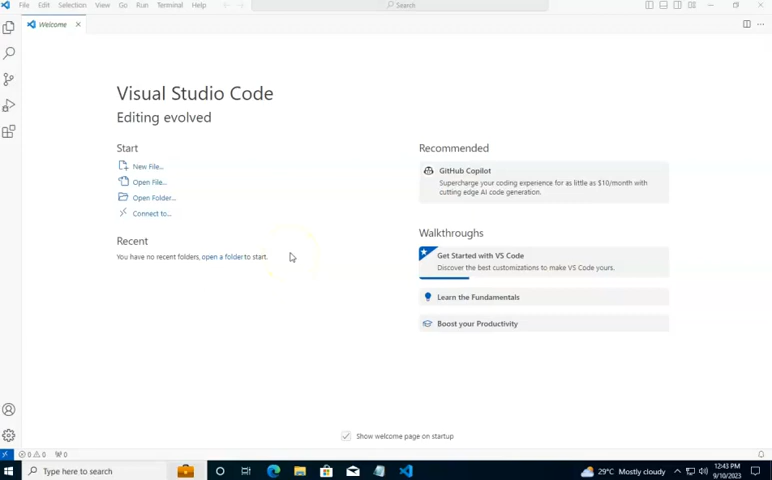 File Edit Selection View Go Run Terminal Help
Search
Welcome
Visual Studio Code
Editing evolved
Start
New File...
Open File...
Open Folder...
Connect to...
Recent
You have no recent folders, open a folder to start.
Recommended
GitHub Copilot
Supercharge your coding experience for as little as $10/month with
cutting edge AI code generation.
Walkthroughs
Get Started with VS Code
Discover the best customizations to make VS Code yours.
Learn the Fundamentals
Boost your Productivity
Show welcome page on startup
0 0 0
Type here to search
29°C Mostly cloudy
12:43 PM
9/10/2023